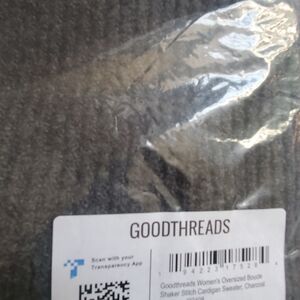 GOODTHREADS
Scan with your
Transparency App
Goodthreads Women's Oversized Boucle
Shaker Stitch Cardigan Sweater, Charcoal